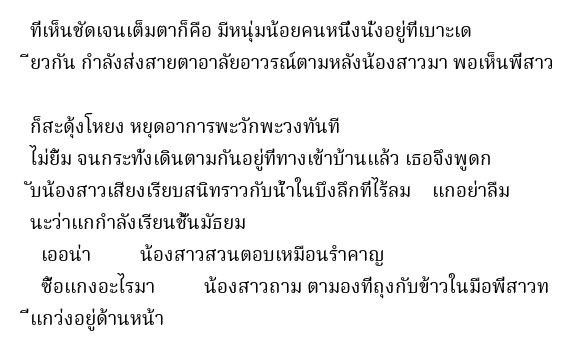 ที่เห็นชัดเจนเต็มตาก็คือ มีหนุ่มน้อยคนหนึ่งนั่งอยู่ที่เบาะเด
ียวกัน กำลังส่งสายตาอาลัยอาวรณ์ตามหลังน้องสาวมา พอเห็นพี่สาว
ก็สะดุ้งโหยง หยุดอาการพะวักพะวงทันที
ไม่ยิ้ม จนกระทั่งเดินตามกันอยู่ที่ทางเข้าบ้านแล้ว เธอจึงพูดก
ับน้องสาวเสียงเรียบสนิทราวกับน้ำในบึงลึกที่ไร้ลม แกอย่าลืม
นะว่าแกกำลังเรียนชั้นมัธยม
เออน่า น้องสาวสวนตอบเหมือนรำคาญ
ซื้อแกงอะไรมา น้องสาวถาม ตามองที่ถุงกับข้าวในมือพี่สาวท
ี่แกว่งอยู่ด้านหน้า